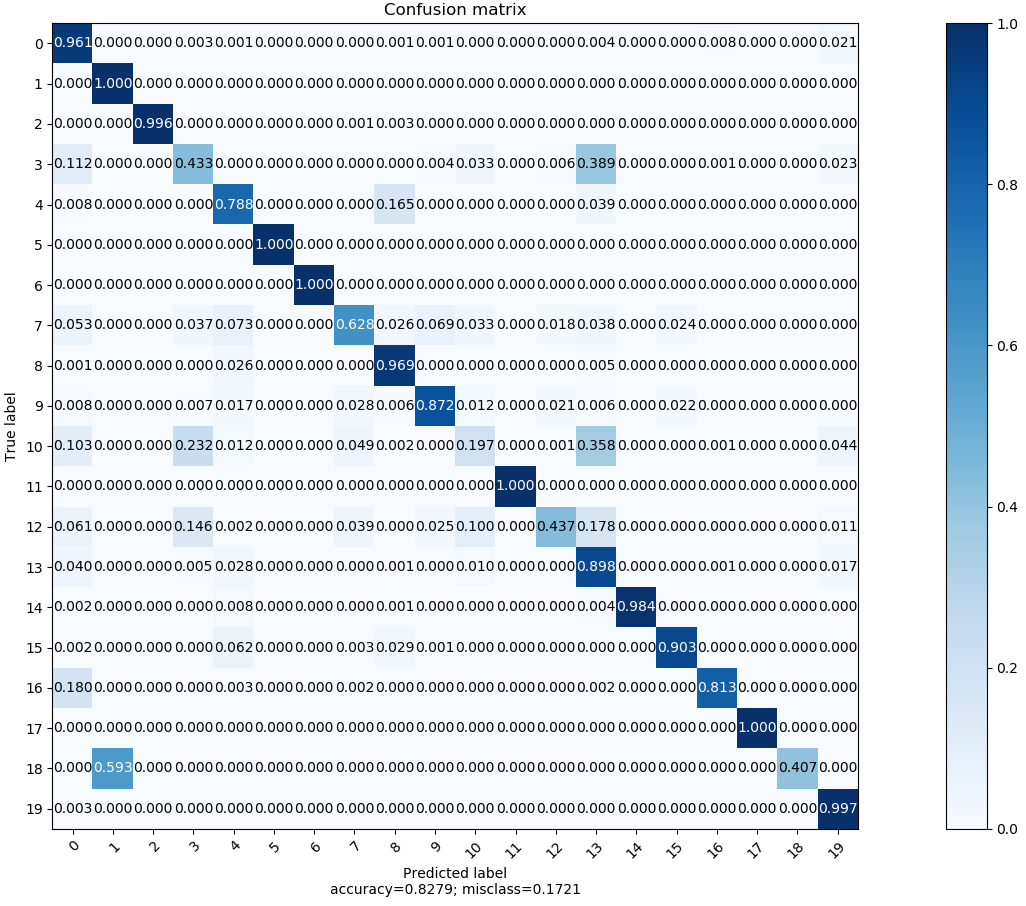 Confusion matrix
0 0.961 0.000 0.000 0.003 0.001 0.000 0.000 0.000 0.001 0.001 0.000 0.000 0.000 0.004 0.000 0.000 0.008 0.000 0.000 0.021
1 0.000 1.000 0.000 0.000 0.000 0.000 0.000 0.000 0.000 0.000 0.000 0.000 0.000 0.000 0.000 0.000 0.000 0.000 0.000 0.000
2 0.000 0.000 0.996 0.000 0.000 0.000 0.000 0.001 0.003 0.000 0.000 0.000 0.000 0.000 0.000 0.000 0.000 0.000 0.000 0.000
3 0.112 0.000 0.000 0.433 0.000 0.000 0.000 0.000 0.000 0.004 0.033 0.000 0.006 0.389 0.000 0.000 0.001 0.000 0.000 0.023
4 0.008 0.000 0.000 0.000 0.788 0.000 0.000 0.000 0.165 0.000 0.000 0.000 0.000 0.039 0.000 0.000 0.000 0.000 0.000 0.000
5 0.000 0.000 0.000 0.000 0.000 1.000 0.000 0.000 0.000 0.000 0.000 0.000 0.000 0.000 0.000 0.000 0.000 0.000 0.000 0.000
6 0.000 0.000 0.000 0.000 0.000 0.000 1.000 0.000 0.000 0.000 0.000 0.000 0.000 0.000 0.000 0.000 0.000 0.000 0.000 0.000
7 0.053 0.000 0.000 0.037 0.073 0.000 0.000 0.628 0.026 0.069 0.033 0.000 0.018 0.038 0.000 0.024 0.000 0.000 0.000 0.000
8 0.001 0.000 0.000 0.000 0.026 0.000 0.000 0.000 0.969 0.000 0.000 0.000 0.000 0.005 0.000 0.000 0.000 0.000 0.000 0.000
9 0.008 0.000 0.000 0.007 0.017 0.000 0.000 0.028 0.006 0.872 0.012 0.000 0.021 0.006 0.000 0.022 0.000 0.000 0.000 0.000
10 0.103 0.000 0.000 0.232 0.012 0.000 0.000 0.049 0.002 0.000 0.197 0.000 0.001 0.358 0.000 0.000 0.001 0.000 0.000 0.044
11 0.000 0.000 0.000 0.000 0.000 0.000 0.000 0.000 0.000 0.000 0.000 1.000 0.000 0.000 0.000 0.000 0.000 0.000 0.000 0.000
12 0.061 0.000 0.000 0.146 0.002 0.000 0.000 0.039 0.001 0.025 0.100 0.000 0.437 0.178 0.000 0.000 0.000 0.000 0.000 0.011
13 0.040 0.000 0.000 0.005 0.028 0.000 0.000 0.000 0.001 0.000 0.010 0.000 0.000 0.898 0.000 0.000 0.001 0.000 0.000 0.017
14 0.002 0.000 0.000 0.000 0.008 0.000 0.000 0.000 0.001 0.000 0.000 0.000 0.000 0.004 0.984 0.000 0.000 0.000 0.000 0.000
15 0.002 0.000 0.000 0.000 0.062 0.000 0.000 0.003 0.029 0.001 0.000 0.000 0.000 0.000 0.000 0.903 0.000 0.000 0.000 0.000
16 0.180 0.000 0.000 0.000 0.003 0.000 0.000 0.002 0.000 0.000 0.000 0.000 0.000 0.002 0.000 0.000 0.813 0.000 0.000 0.000
17 0.000 0.000 0.000 0.000 0.000 0.000 0.000 0.000 0.000 0.000 0.000 0.000 0.000 0.000 0.000 0.000 0.000 1.000 0.000 0.000
18 0.000 0.593 0.000 0.000 0.000 0.000 0.000 0.000 0.000 0.000 0.000 0.000 0.000 0.000 0.000 0.000 0.000 0.000 0.407 0.000
19 0.003 0.000 0.000 0.000 0.000 0.000 0.000 0.000 0.000 0.000 0.000 0.000 0.000 0.000 0.000 0.000 0.000 0.000 0.000 0.997
0 1 2 3 4 5 6 7 8 9 10 11 12 13 14 15 16 17 18 19
True label
Predicted label
accuracy=0.8279; misclass=0.1721
1.0
0.8
0.6
0.4
0.2
0.0